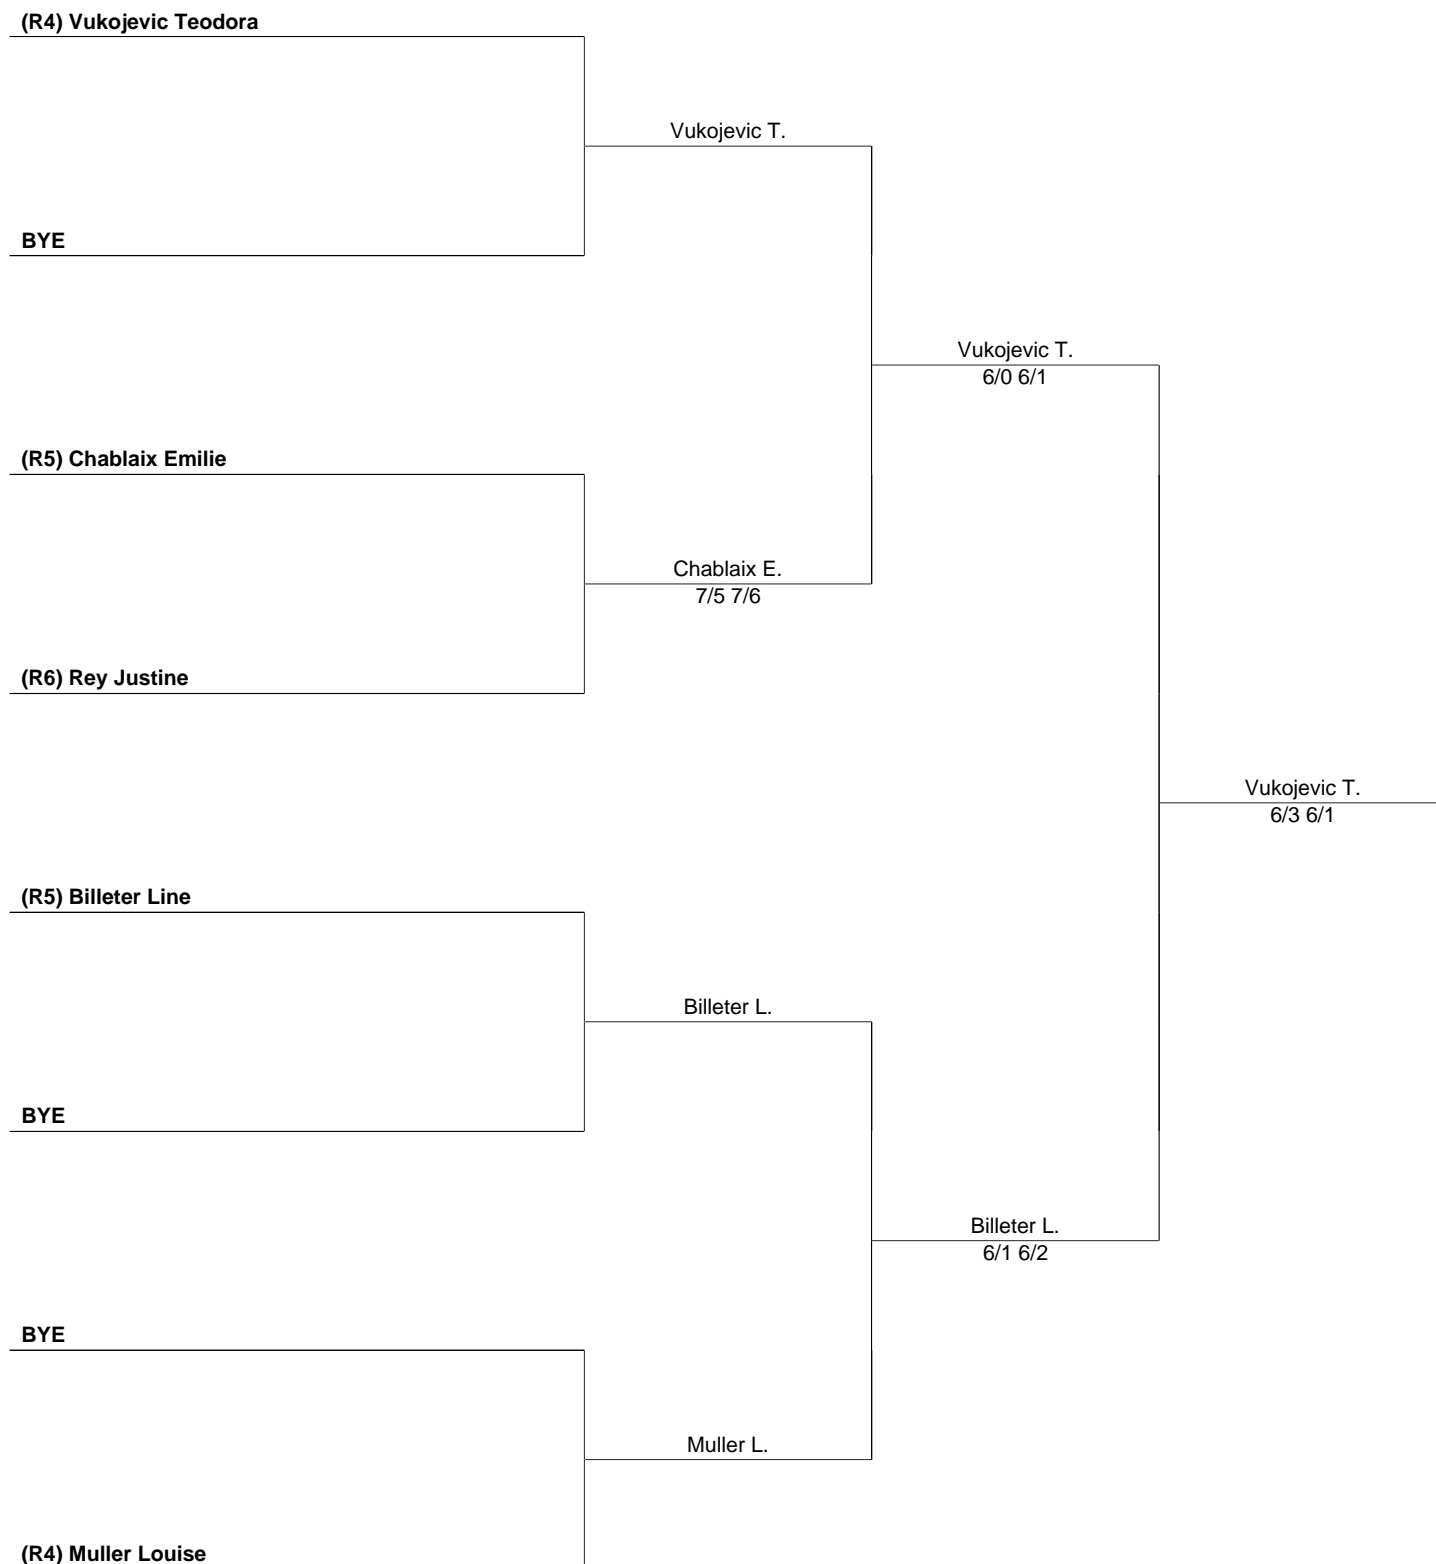 (R4) Vukojevic Teodora
Vukojevic T.
BYE
Vukojevic T.
6/0 6/1
(R5) Chablaix Emilie
Chablaix E.
7/5 7/6
(R6) Rey Justine
Vukojevic T.
6/3 6/1
(R5) Billeter Line
Billeter L.
BYE
Billeter L.
6/1 6/2
BYE
Muller L.
(R4) Muller Louise